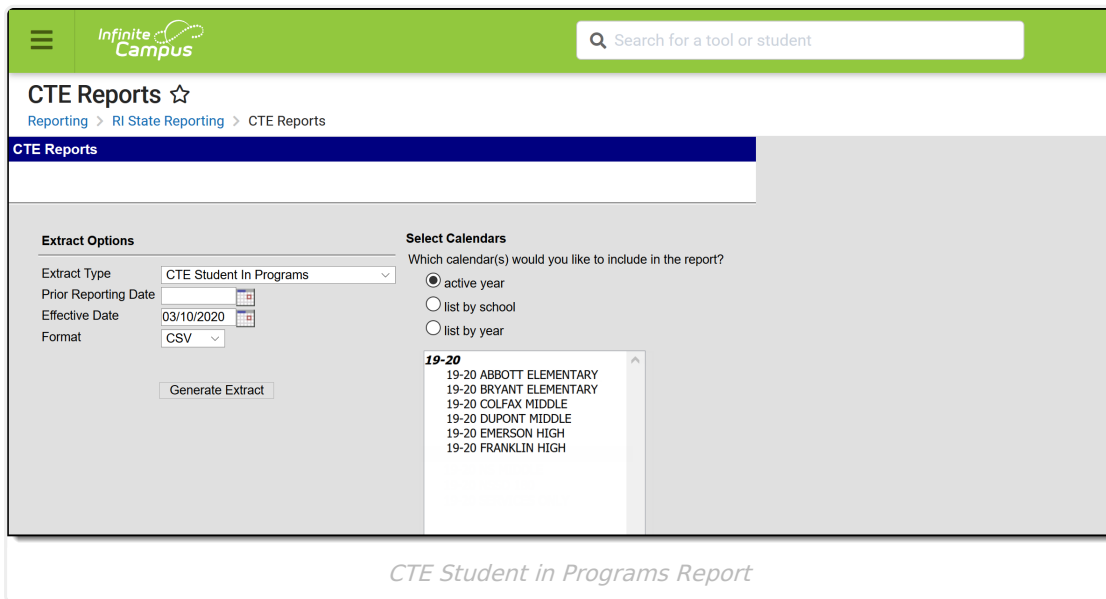 Infinite Campus
Search for a tool or student
CTE Reports
Reporting > RI State Reporting > CTE Reports
CTE Reports
Extract Options
Extract Type CTE Student In Programs
Prior Reporting Date
Effective Date 03/10/2020
Format CSV
Generate Extract
Select Calendars
Which calendar(s) would you like to include in the report?
active year
list by school
list by year
19-20
19-20 ABBOTT ELEMENTARY
19-20 BRYANT ELEMENTARY
19-20 COLFAX MIDDLE
19-20 DUPONT MIDDLE
19-20 EMERSON HIGH
19-20 FRANKLIN HIGH
CTE Student in Programs Report